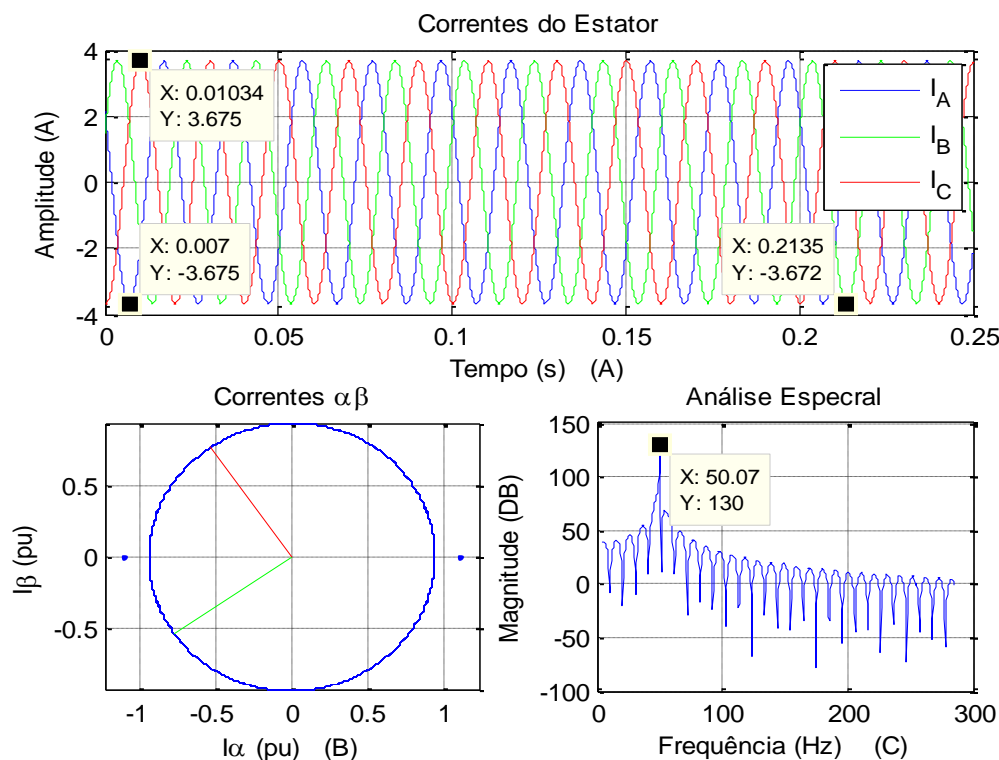 Correntes do Estator
4
2
0
-2
-4
Amplitude (A)
X: 0.01034
Y: 3.675
X: 0.007
Y: -3.675
X: 0.2135
Y: -3.672
I_A
I_B
I_C
0 0.05 0.1 0.15 0.2 0.25
Tempo (s) (A)
Correntes αβ
0.5
0
-0.5
Iβ (pu)
-1 -0.5 0 0.5 1
Iα (pu) (B)
Análise Especral
150
100
50
0
-50
-100
Magnitude (DB)
X: 50.07
Y: 130
0 100 200 300
Frequência (Hz) (C)